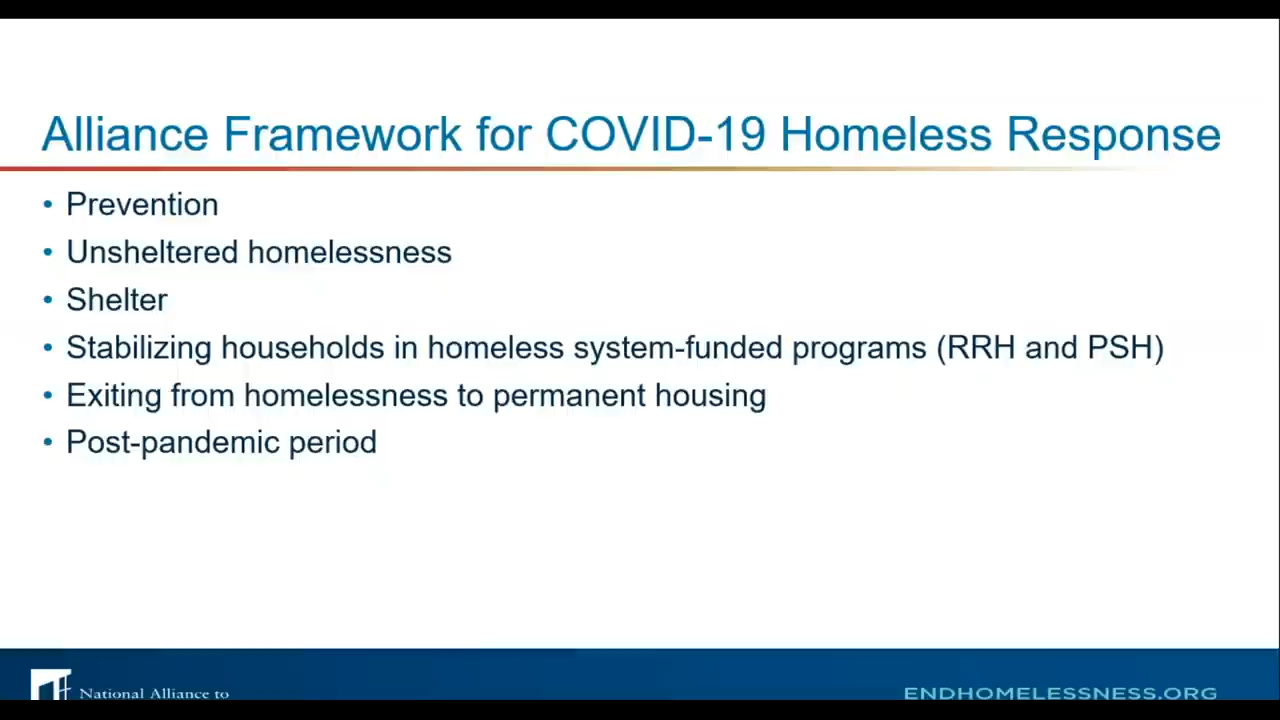 Alliance Framework for COVID-19 Homeless Response
• Prevention
• Unsheltered homelessness
• Shelter
• Stabilizing households in homeless system-funded programs (RRH and PSH)
• Exiting from homelessness to permanent housing
• Post-pandemic period
National Alliance to
ENDHOMELESSNESS.ORG